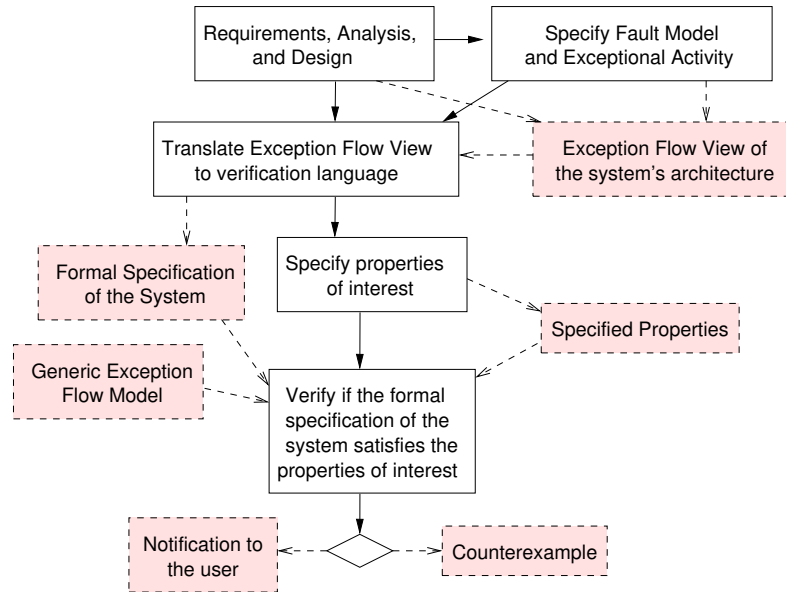 Requirements, Analysis,
and Design
Specify Fault Model
and Exceptional Activity
Translate Exception Flow View
to verification language
Exception Flow View of
the system's architecture
Formal Specification
of the System
Specify properties
of interest
Specified Properties
Generic Exception
Flow Model
Verify if the formal
specification of the
system satisfies the
properties of interest
Notification to
the user
Counterexample